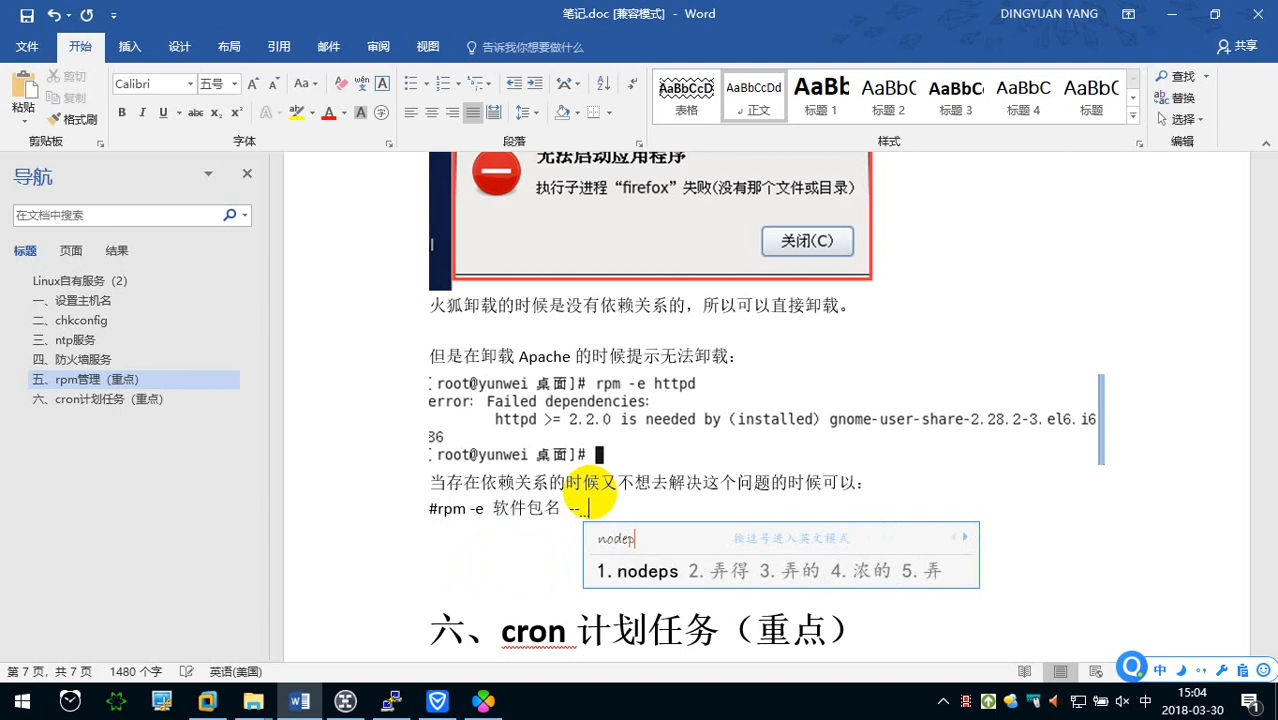 笔记.doc [兼容模式] - Word
DINGYUAN YANG
文件 开始 插入 设计 布局 引用 邮件 审阅 视图 告诉我你想要做什么 共享
粘贴
剪切
复制
格式刷
Calibri 五号
AaBbCcD
表格
AaBbCcDd
正文
AaBb
标题 1
AaBbC
标题 2
AaBbC
标题 3
AaBbC
标题 4
AaBbC
标题
查找
替换
选择
剪贴板 字体 段落 样式 编辑
导航
在文档中搜索
标题 页面 结果
Linux自有服务（2）
一、设置主机名
二、chkconfig
三、ntp服务
四、防火墙服务
五、rpm管理（重点）
六、cron计划任务（重点）
无法启动应用程序
执行子进程“firefox”失败(没有那个文件或目录)
关闭(C)
火狐卸载的时候是没有依赖关系的，所以可以直接卸载。
但是在卸载 Apache 的时候提示无法卸载：
[root@yunwei 桌面]# rpm -e httpd
error: Failed dependencies:
httpd >= 2.2.0 is needed by (installed) gnome-user-share-2.28.2-3.el6.i6
86
[root@yunwei 桌面]#
当存在依赖关系的时候又不想去解决这个问题的时候可以：
#rpm -e 软件包名 --
nodep 按逗号进入英文模式
1.nodeps 2.弄得 3.弄的 4.浓的 5.弄
六、cron 计划任务（重点）
第 7 页，共 7 页 1480 个字 英语(美国)
中
中
15:04
2018-03-30